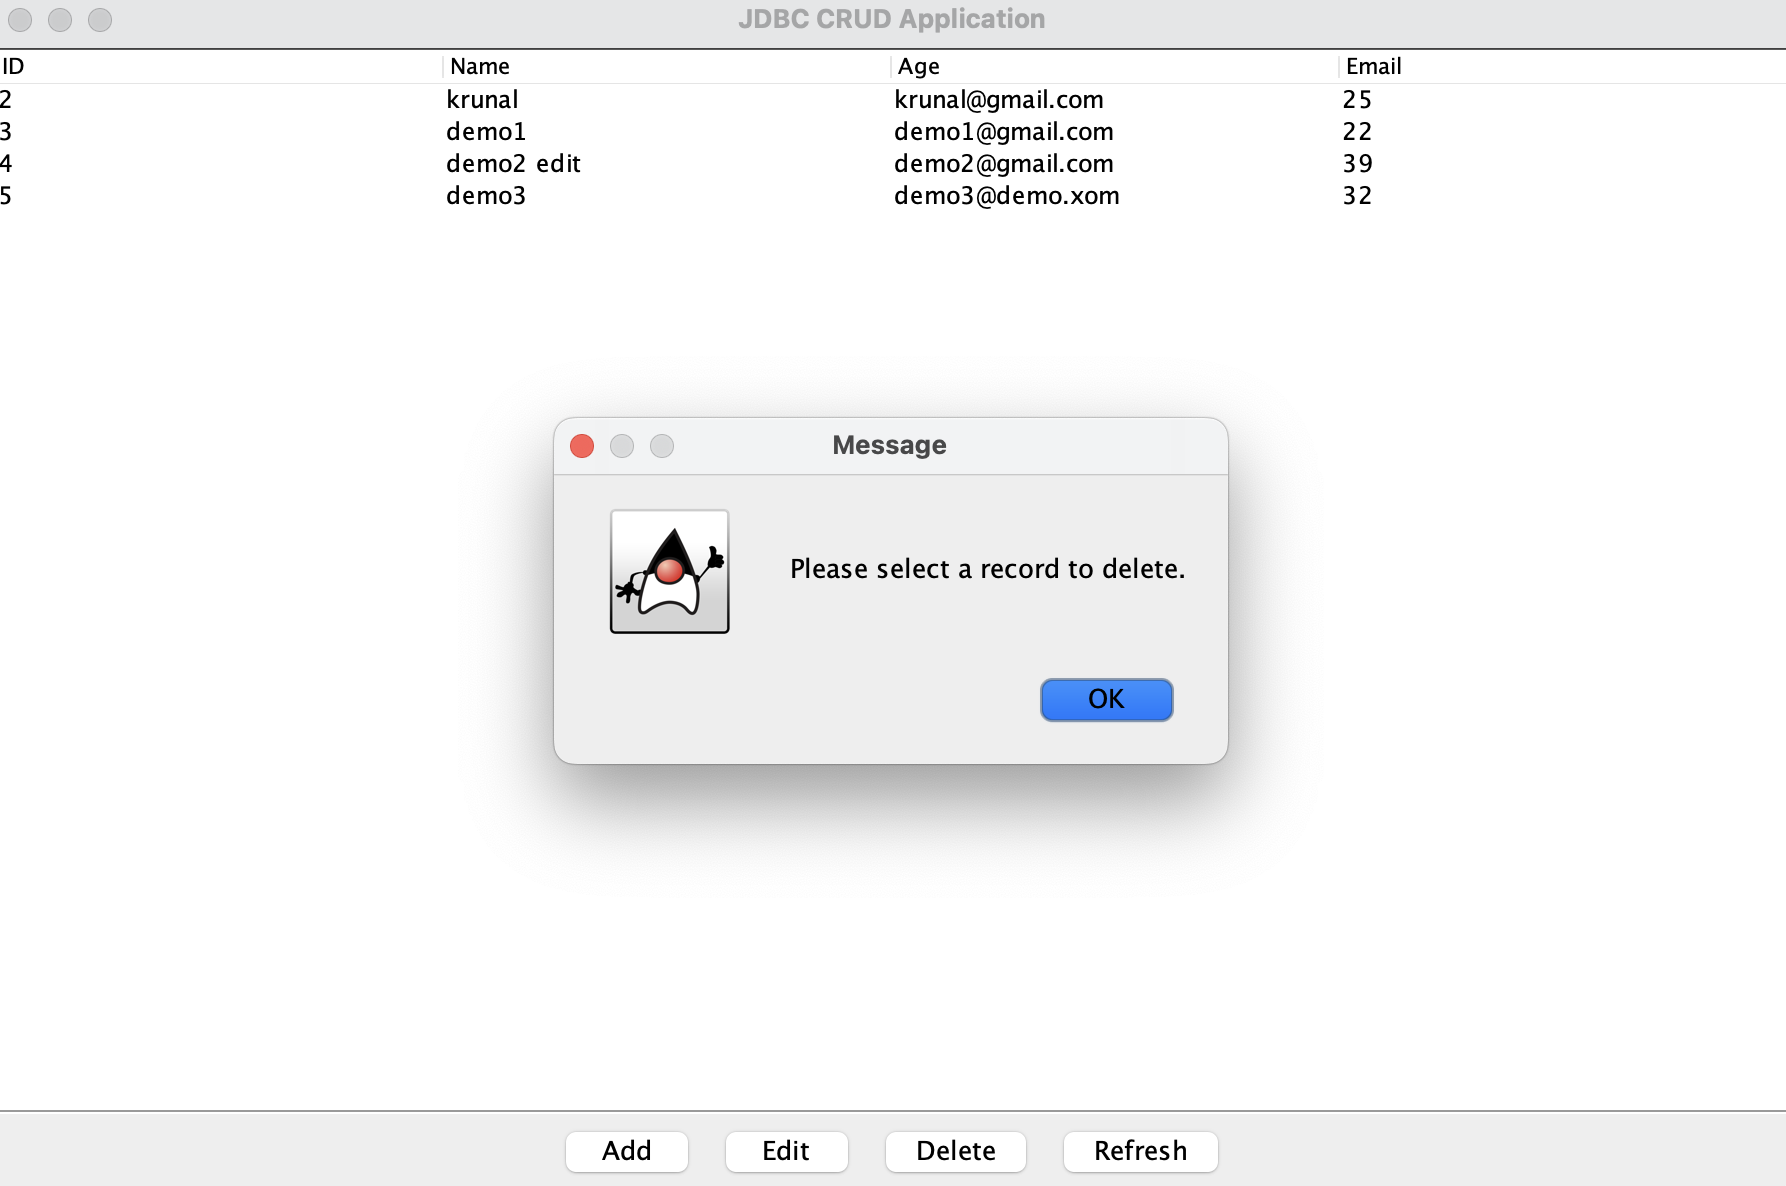 JDBC CRUD Application
ID Name Age Email
2 krunal krunal@gmail.com 25
3 demo1 demo1@gmail.com 22
4 demo2 edit demo2@gmail.com 39
5 demo3 demo3@demo.xom 32
Message
Please select a record to delete.
OK
Add Edit Delete Refresh